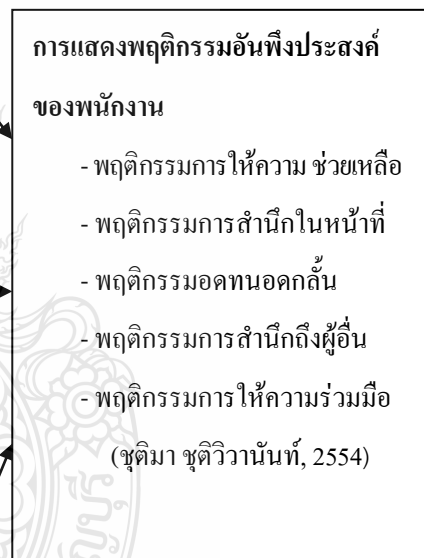 การแสดงพฤติกรรมอันพึงประสงค์
ของพนักงาน
- พฤติกรรมการให้ความ ช่วยเหลือ
- พฤติกรรมการสำนึกในหน้าที่
- พฤติกรรมอดทนอดกลั้น
- พฤติกรรมการสำนึกถึงผู้อื่น
- พฤติกรรมการให้ความร่วมมือ
(ชุติมา ชุติวิวานันท์, 2554)